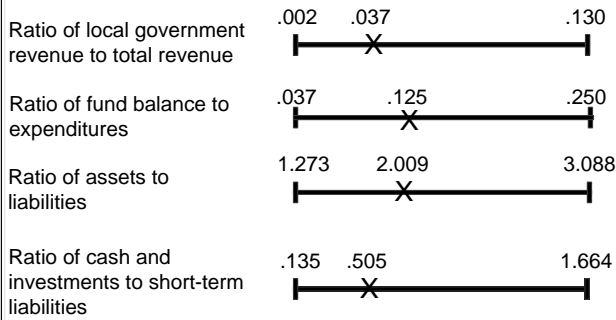 .002 .037 .130
Ratio of local government
revenue to total revenue
X
.037 .125 .250
Ratio of fund balance to
expenditures
X
1.273 2.009 3.088
Ratio of assets to
liabilities
X
.135 .505 1.664
Ratio of cash and
investments to short-term
liabilities
X